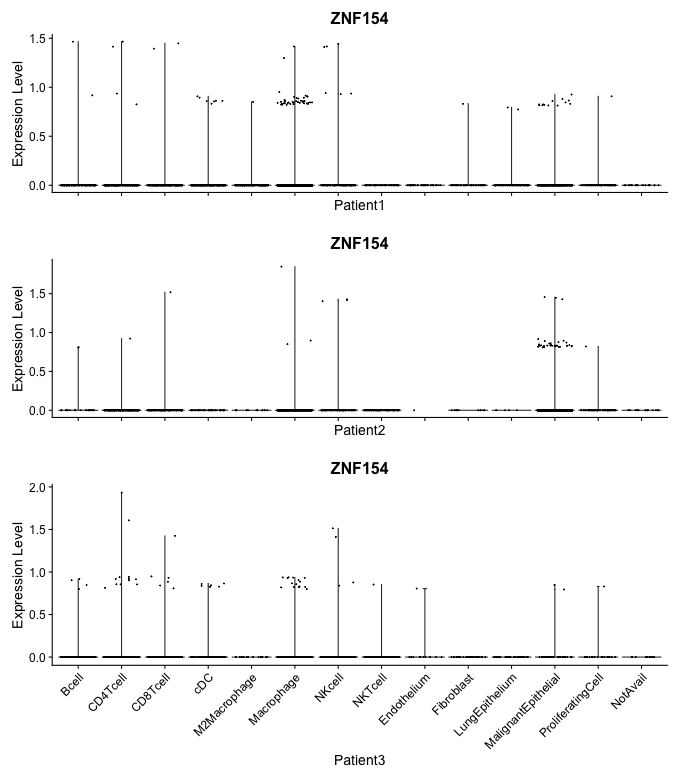 ZNF154
1.5
1.0
0.5
0.0
Expression Level
Patient1
ZNF154
1.5
1.0
0.5
0.0
Expression Level
Patient2
ZNF154
2.0
1.5
1.0
0.5
0.0
Expression Level
Bcell
CD4Tcell
CD8Tcell
cDC
M2Macrophage
Macrophage
NKcell
NKTcell
Endothelium
Fibroblast
LungEpithelium
MalignantEpithelial
ProliferatingCell
NotAvail
Patient3